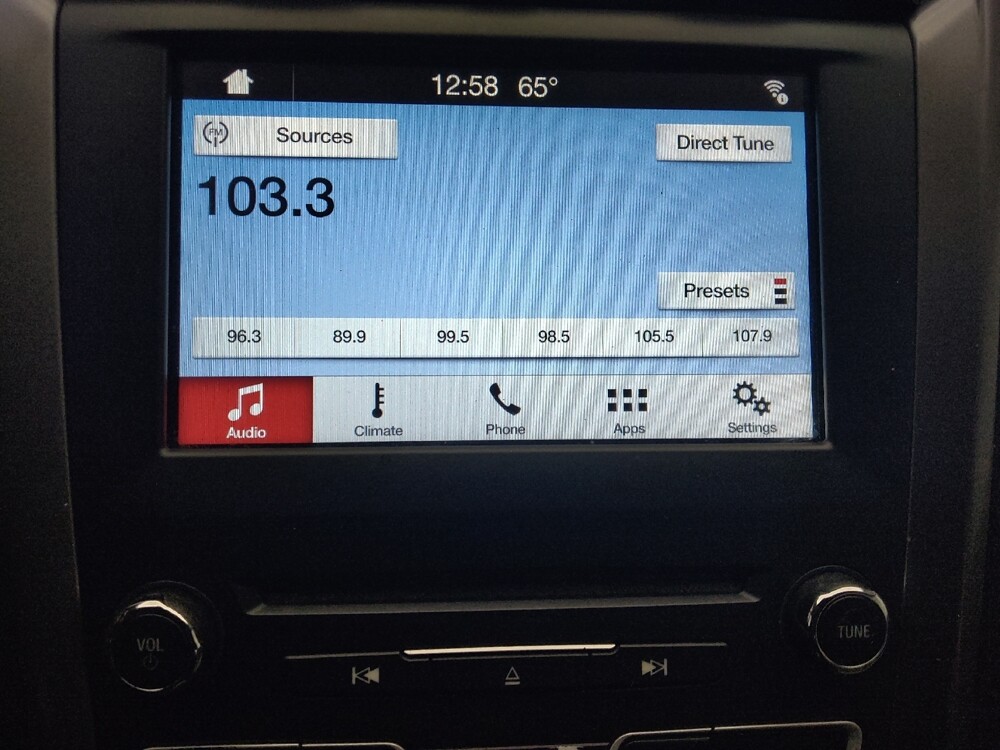 12:58 65°
FM Sources
Direct Tune
103.3
Presets
96.3 89.9 99.5 98.5 105.5 107.9
Audio Climate Phone Apps Settings
VOL
TUNE